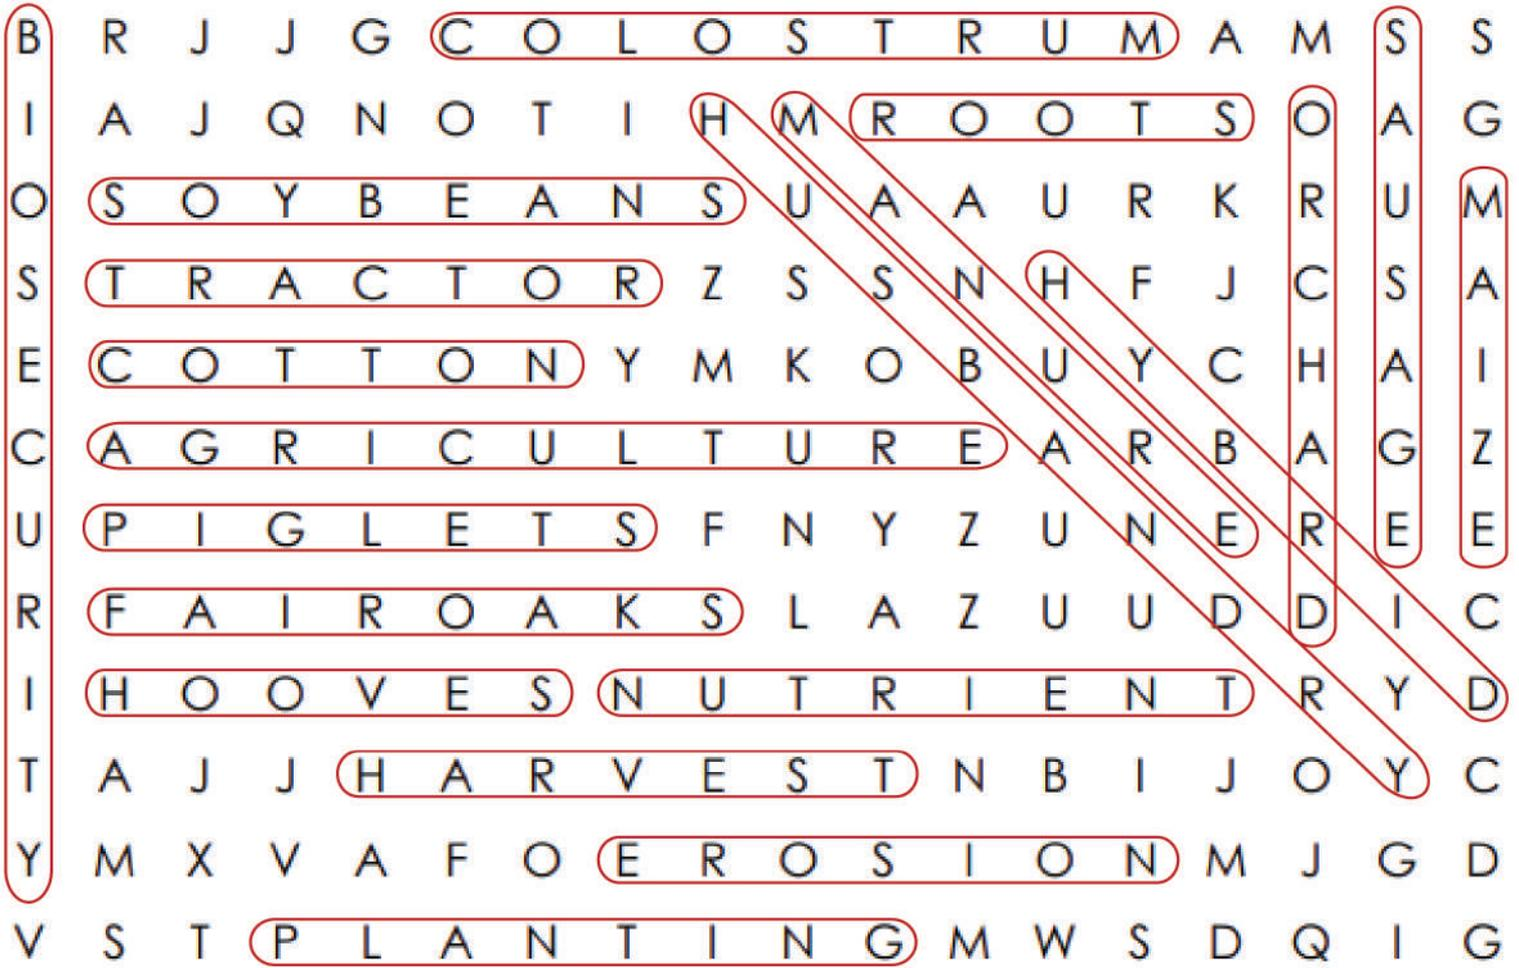 B R J J G C O L O S T R U M A M S S
I A J Q N O T I H M R O O T S O A G
O S O Y B E A N S U A A U R K R U M
S T R A C T O R Z S S N H F J C S A
E C O T T O N Y M K O B U Y C H A I
C A G R I C U L T U R E A R B A G Z
U P I G L E T S F N Y Z U N E R E E
R F A I R O A K S L A Z U U D D I C
I H O O V E S N U T R I E N T R Y D
T A J J H A R V E S T N B I J O Y C
Y M X V A F O E R O S I O N M J G D
V S T P L A N T I N G M W S D Q I G